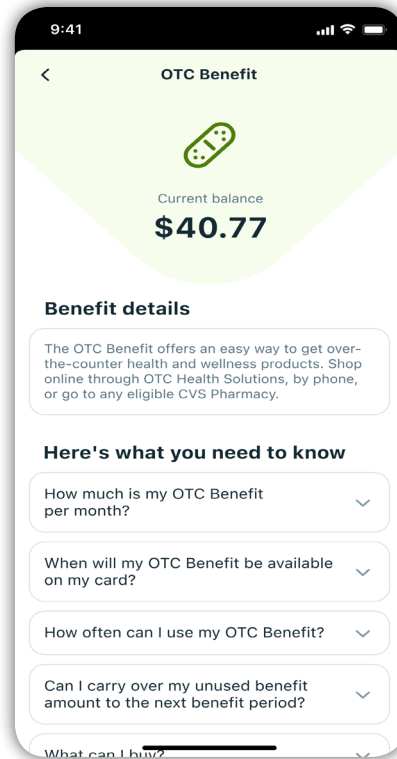 9:41
OTC Benefit
Current balance
$40.77
Benefit details
The OTC Benefit offers an easy way to get over-
the-counter health and wellness products. Shop
online through OTC Health Solutions, by phone,
or go to any eligible CVS Pharmacy.
Here's what you need to know
How much is my OTC Benefit
per month?
When will my OTC Benefit be available
on my card?
How often can I use my OTC Benefit?
Can I carry over my unused benefit
amount to the next benefit period?
What can I buy?